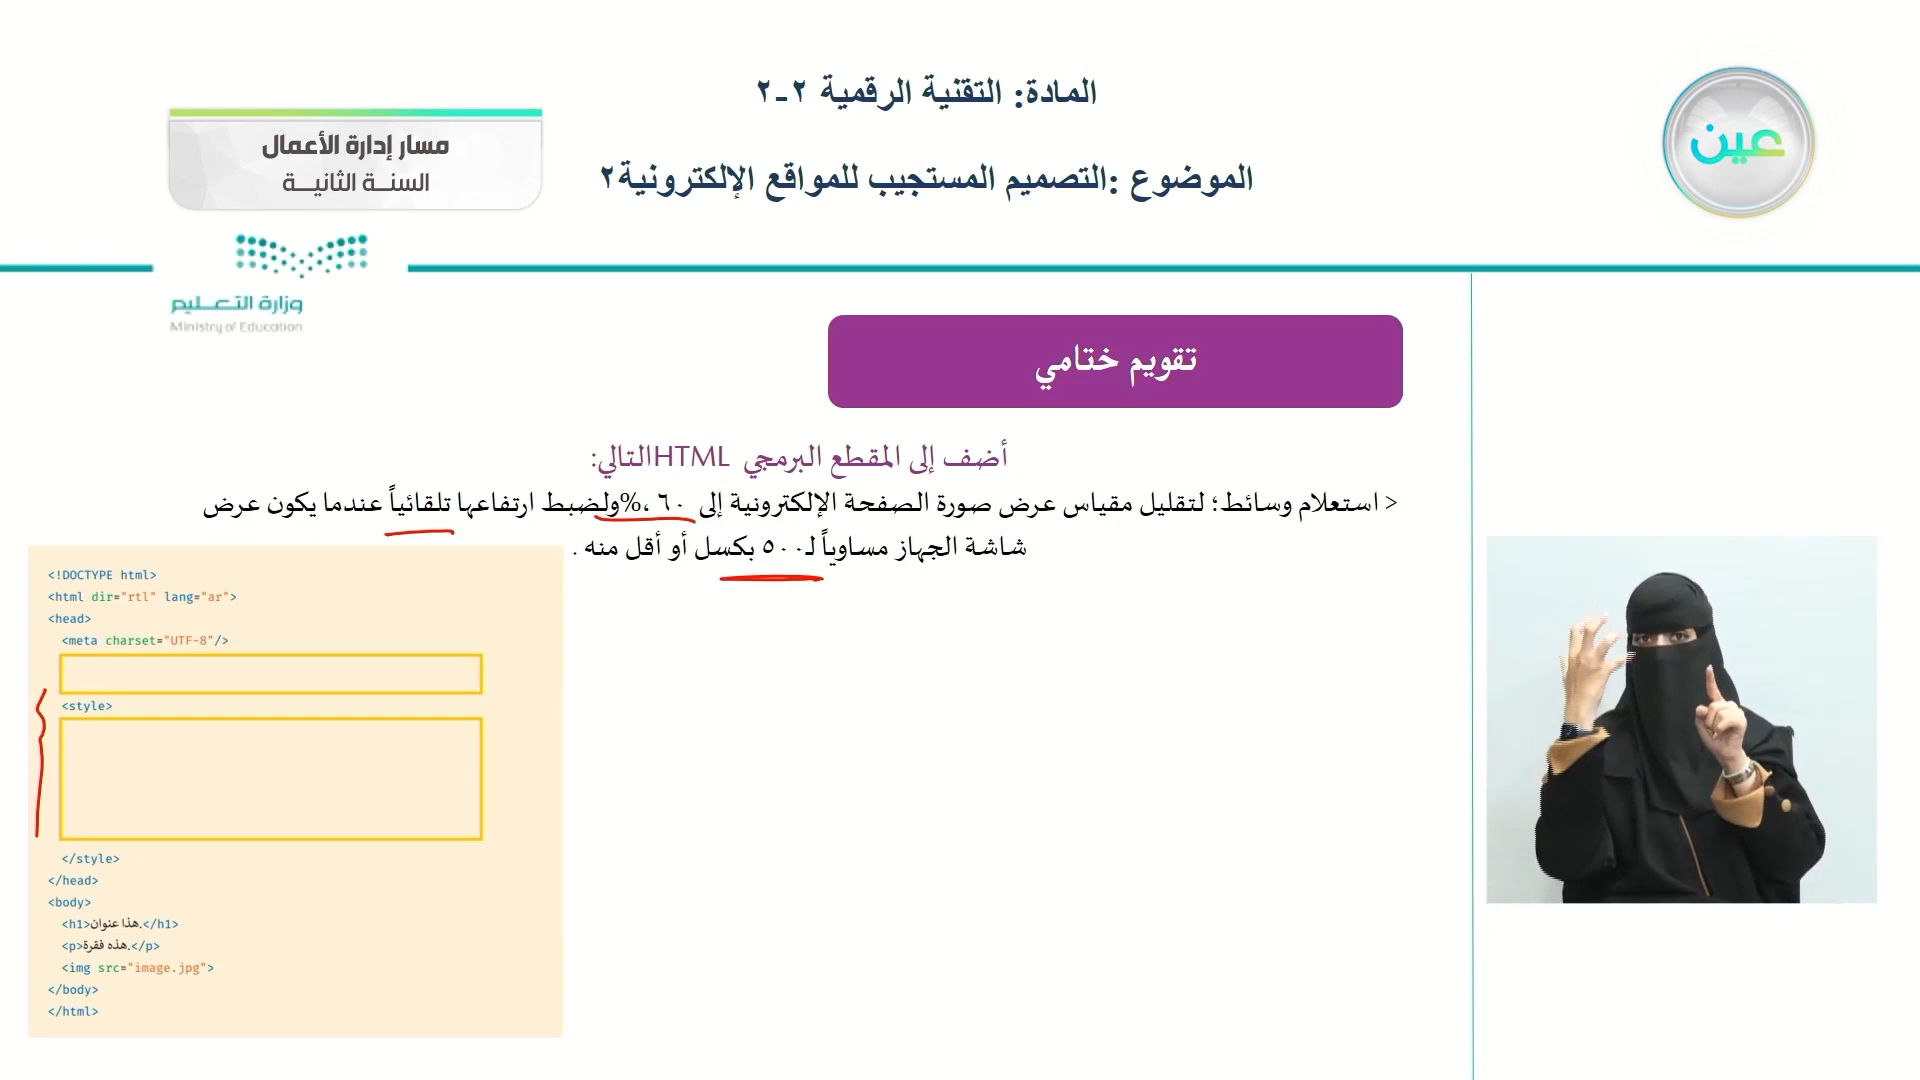 المادة: التقنية الرقمية ٢-٢
الموضوع :التصميم المستجيب للمواقع الإلكترونية٢
مسار إدارة الأعمال
السنة الثانية
عين
وزارة التعليم
Ministry of Education
تقويم ختامي
أضف إلى المقطع البرمجي HTMLالتالي:
< استعلام وسائط؛ لتقليل مقياس عرض صورة الصفحة الإلكترونية إلى ٦٠ ،%ولضبط ارتفاعها تلقائياً عندما يكون عرض
شاشة الجهاز مساوياً لـ٥٠٠ بكسل أو أقل منه .
<!DOCTYPE html>
<html dir="rtl" lang="ar">
<head>
<meta charset="UTF-8"/>
<style>
</style>
</head>
<body>
<h1>هذا عنوان.</h1>
<p>هذه فقرة.</p>
<img src="image.jpg">
</body>
</html>